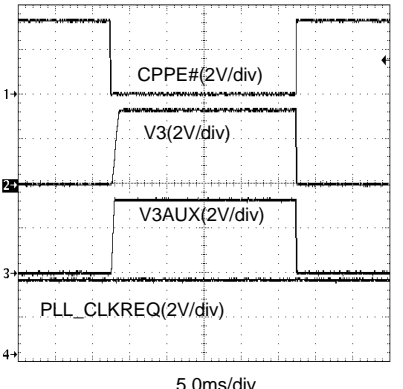 CPPE#(2V/div)
1
V3(2V/div)
2
V3AUX(2V/div)
3
PLL_CLKREQ(2V/div)
4
5.0ms/div